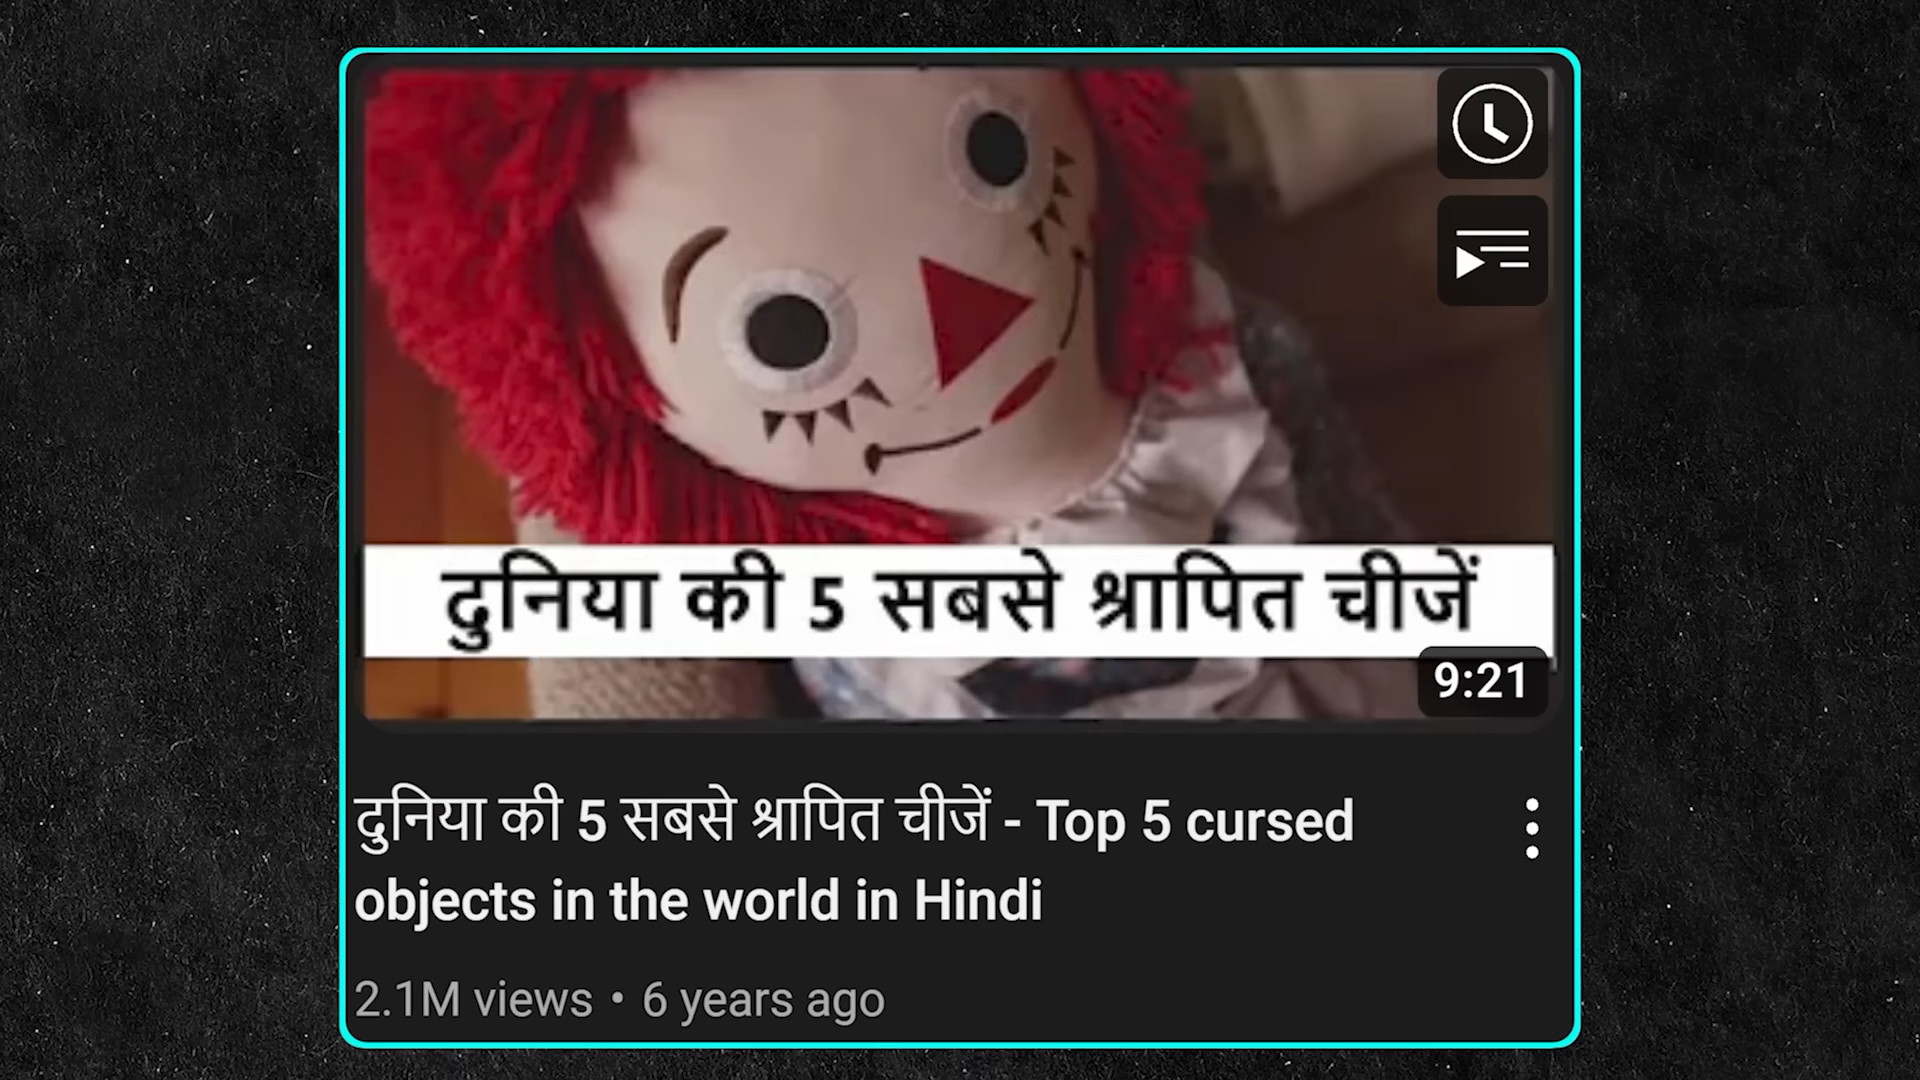 दुनिया की 5 सबसे श्रापित चीजें
9:21
दुनिया की 5 सबसे श्रापित चीजें - Top 5 cursed
objects in the world in Hindi
2.1M views • 6 years ago